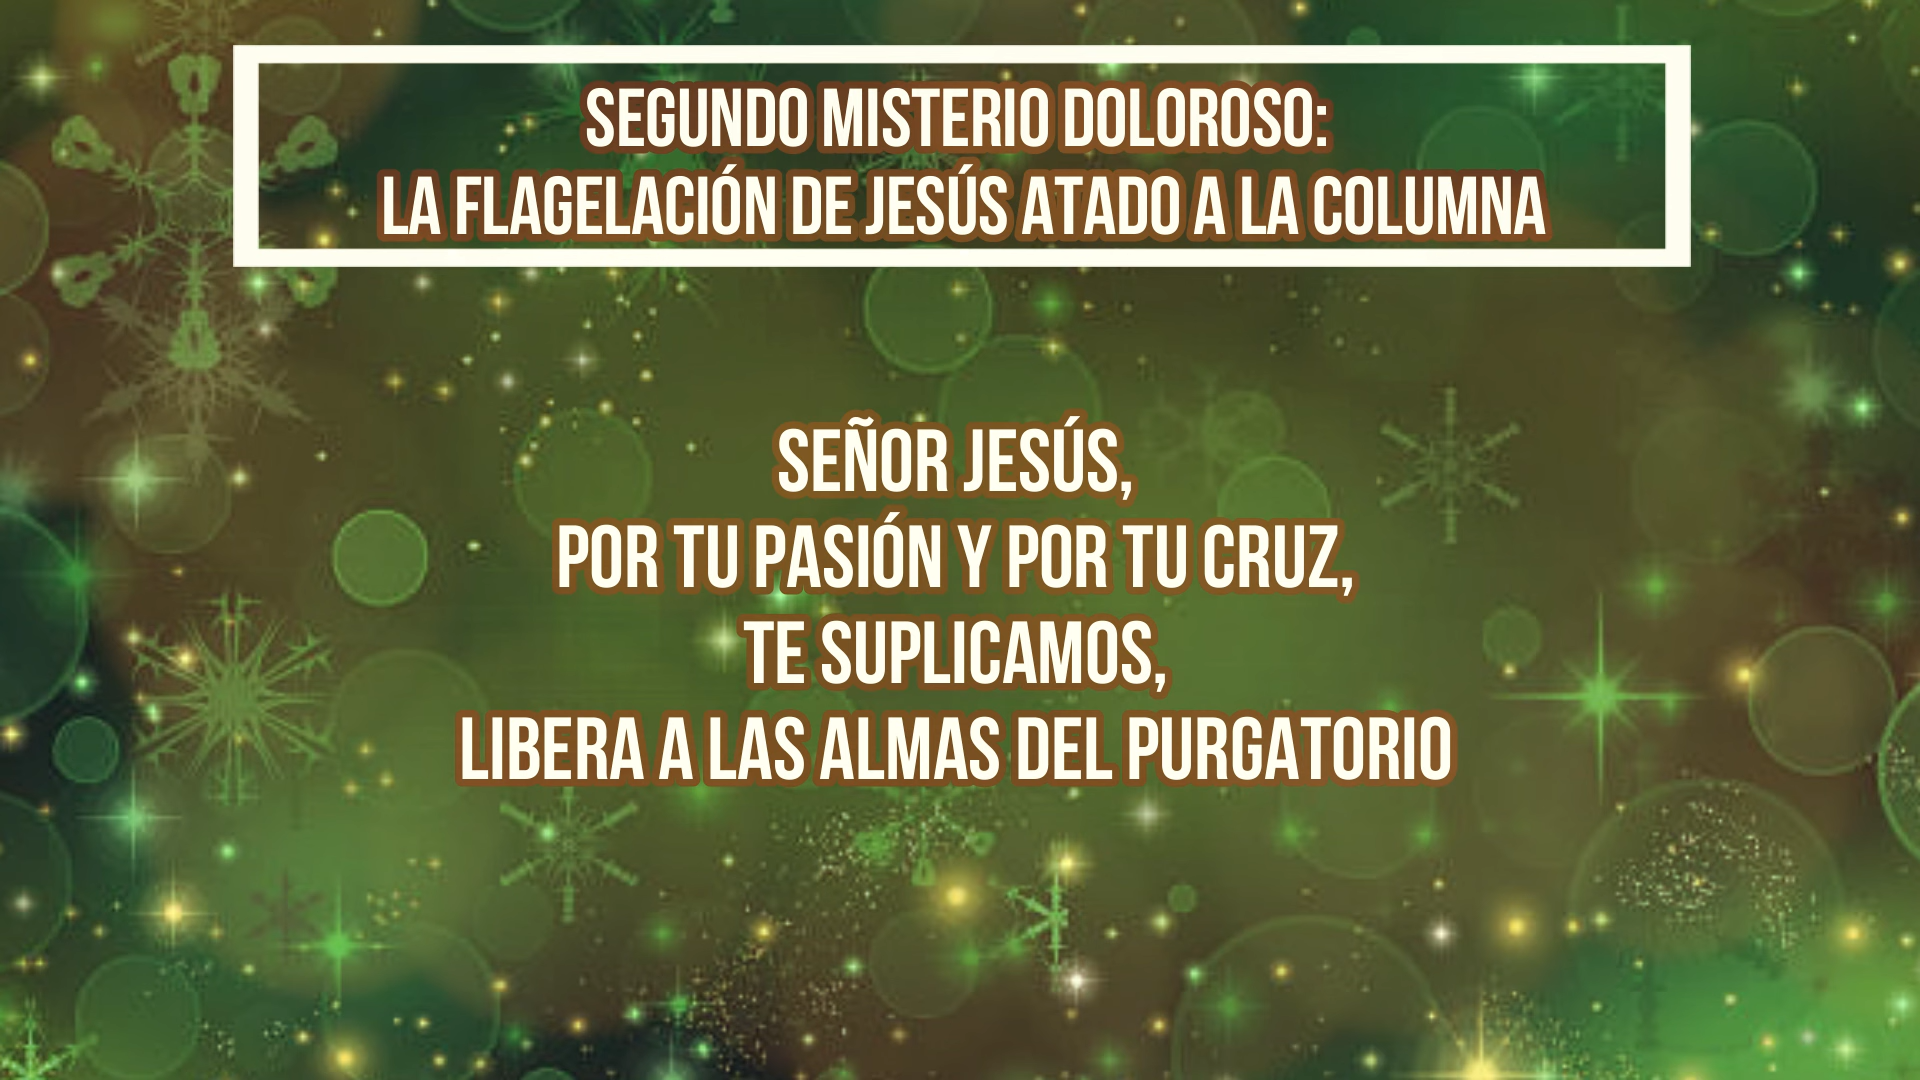 SEGUNDO MISTERIO DOLOROSO:
LA FLAGELACIÓN DE JESÚS ATADO A LA COLUMNA
SEÑOR JESÚS,
POR TU PASIÓN Y POR TU CRUZ,
TE SUPLICAMOS,
LIBERA A LAS ALMAS DEL PURGATORIO